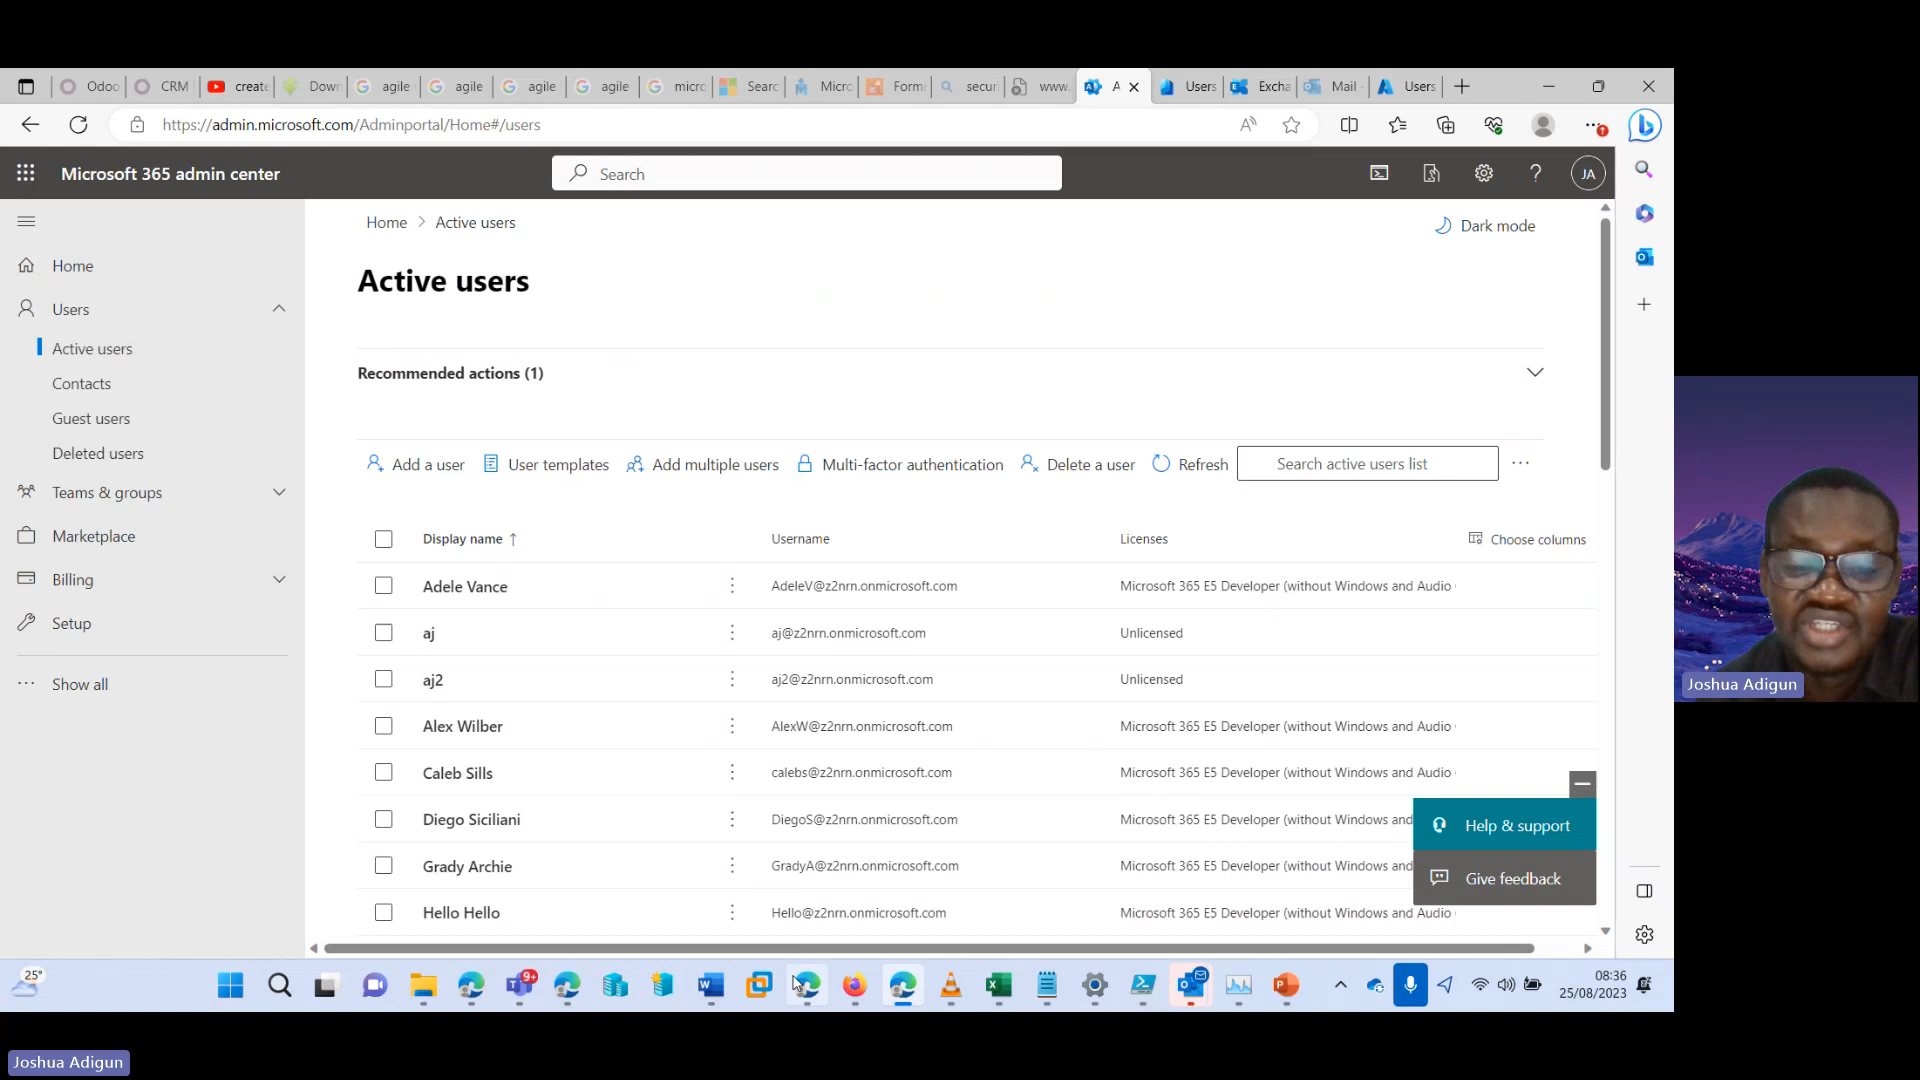 Odoo
CRM
create
Down
agile
agile
agile
agile
micro
Searc
Micro
Form
secur
www.
A
Users
Excha
Mail
Users
https://admin.microsoft.com/Adminportal/Home#/users
Microsoft 365 admin center
Search
JA
Home
Users
Active users
Contacts
Guest users
Deleted users
Teams & groups
Marketplace
Billing
Setup
Show all
Home > Active users
Dark mode
Active users
Recommended actions (1)
Add a user
User templates
Add multiple users
Multi-factor authentication
Delete a user
Refresh
Search active users list
Display name ↑ Username Licenses Choose columns
Adele Vance AdeleV@z2nrn.onmicrosoft.com Microsoft 365 E5 Developer (without Windows and Audio
aj aj@z2nrn.onmicrosoft.com Unlicensed
aj2 aj2@z2nrn.onmicrosoft.com Unlicensed
Alex Wilber AlexW@z2nrn.onmicrosoft.com Microsoft 365 E5 Developer (without Windows and Audio
Caleb Sills calebs@z2nrn.onmicrosoft.com Microsoft 365 E5 Developer (without Windows and Audio
Diego Siciliani DiegoS@z2nrn.onmicrosoft.com Microsoft 365 E5 Developer (without Windows and
Grady Archie GradyA@z2nrn.onmicrosoft.com Microsoft 365 E5 Developer (without Windows and
Hello Hello Hello@z2nrn.onmicrosoft.com Microsoft 365 E5 Developer (without Windows and Audio
Help & support
Give feedback
Joshua Adigun
25°
9+
08:36
25/08/2023
Joshua Adigun